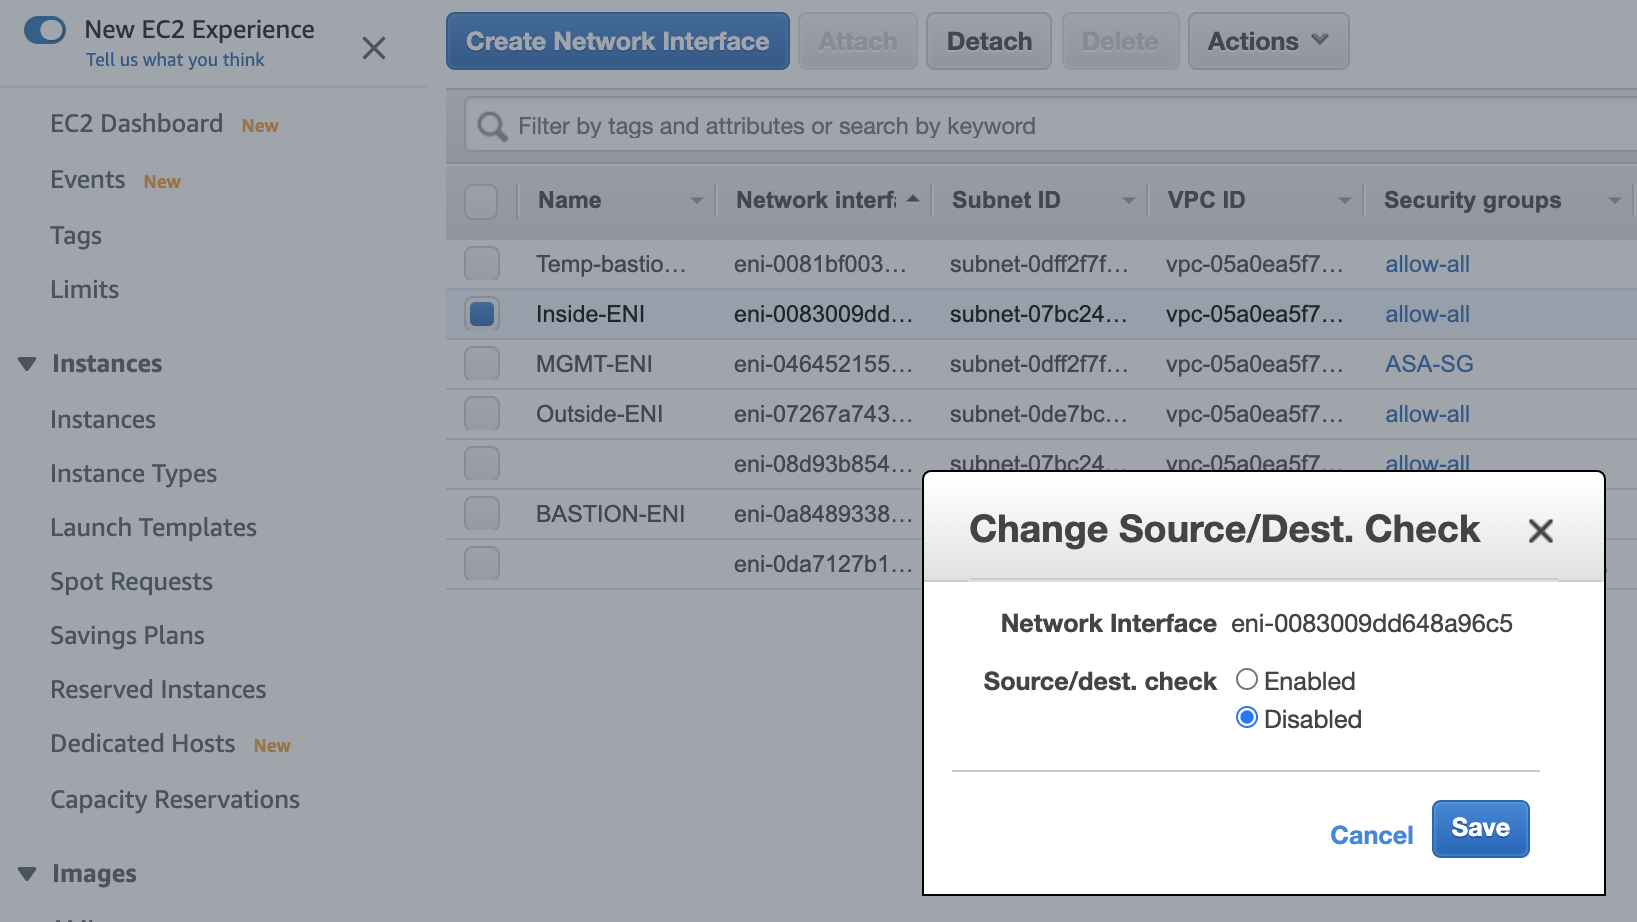 New EC2 Experience
Tell us what you think
EC2 Dashboard New
Events New
Tags
Limits
Instances
Instances
Instance Types
Launch Templates
Spot Requests
Savings Plans
Reserved Instances
Dedicated Hosts New
Capacity Reservations
Images
Create Network Interface Attach Detach Delete Actions
Filter by tags and attributes or search by keyword
Name Network interfa Subnet ID VPC ID Security groups
Temp-bastio... eni-0081bf003... subnet-0dff2f7f... vpc-05a0ea5f7... allow-all
Inside-ENI eni-0083009dd... subnet-07bc24... vpc-05a0ea5f7... allow-all
MGMT-ENI eni-046452155... subnet-0dff2f7f... vpc-05a0ea5f7... ASA-SG
Outside-ENI eni-07267a743... subnet-0de7bc... vpc-05a0ea5f7... allow-all
eni-08d93b854... subnet-07bc24... vpc-05a0ea5f7... allow-all
BASTION-ENI eni-0a8489338...
eni-0da7127b1...
Change Source/Dest. Check
Network Interface eni-0083009dd648a96c5
Source/dest. check Enabled
Disabled
Cancel Save